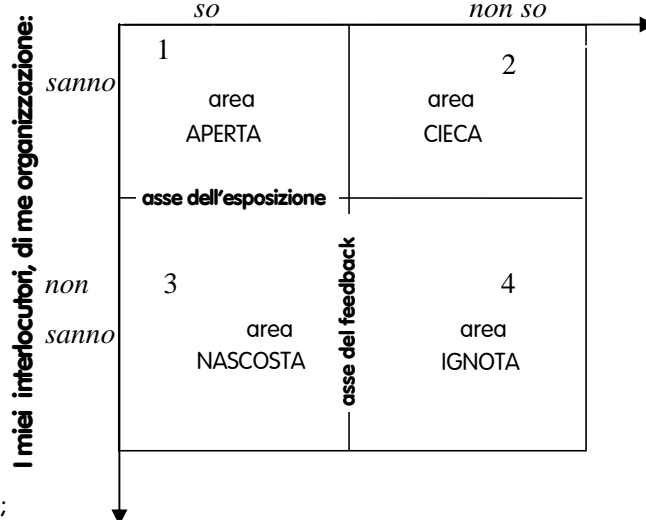 so non so
I miei interlocutori, di me organizzazione:
sanno
1
area
APERTA
2
area
CIECA
asse dell'esposizione
asse del feedback
non
sanno
3
area
NASCOSTA
4
area
IGNOTA
;